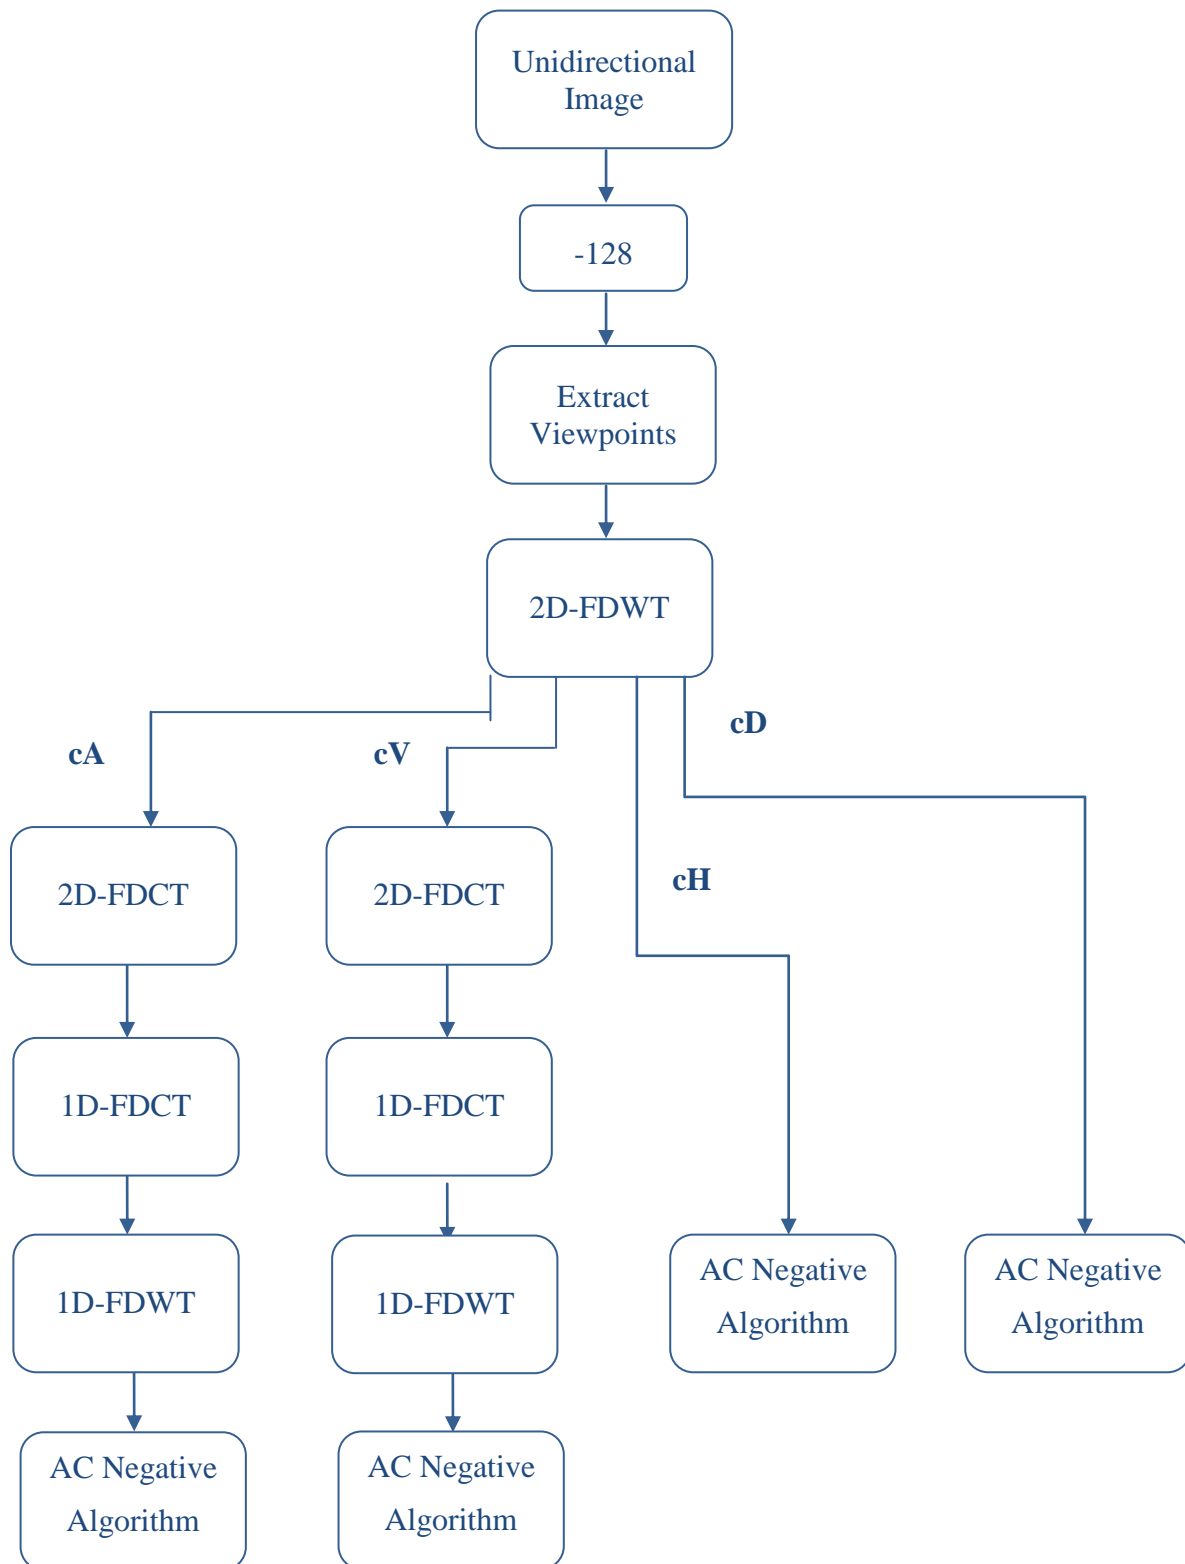 Unidirectional
Image
-128
Extract
Viewpoints
2D-FDWT
cA
cV
cD
cH
2D-FDCT
2D-FDCT
1D-FDCT
1D-FDCT
1D-FDWT
1D-FDWT
AC Negative
Algorithm
AC Negative
Algorithm
AC Negative
Algorithm
AC Negative
Algorithm